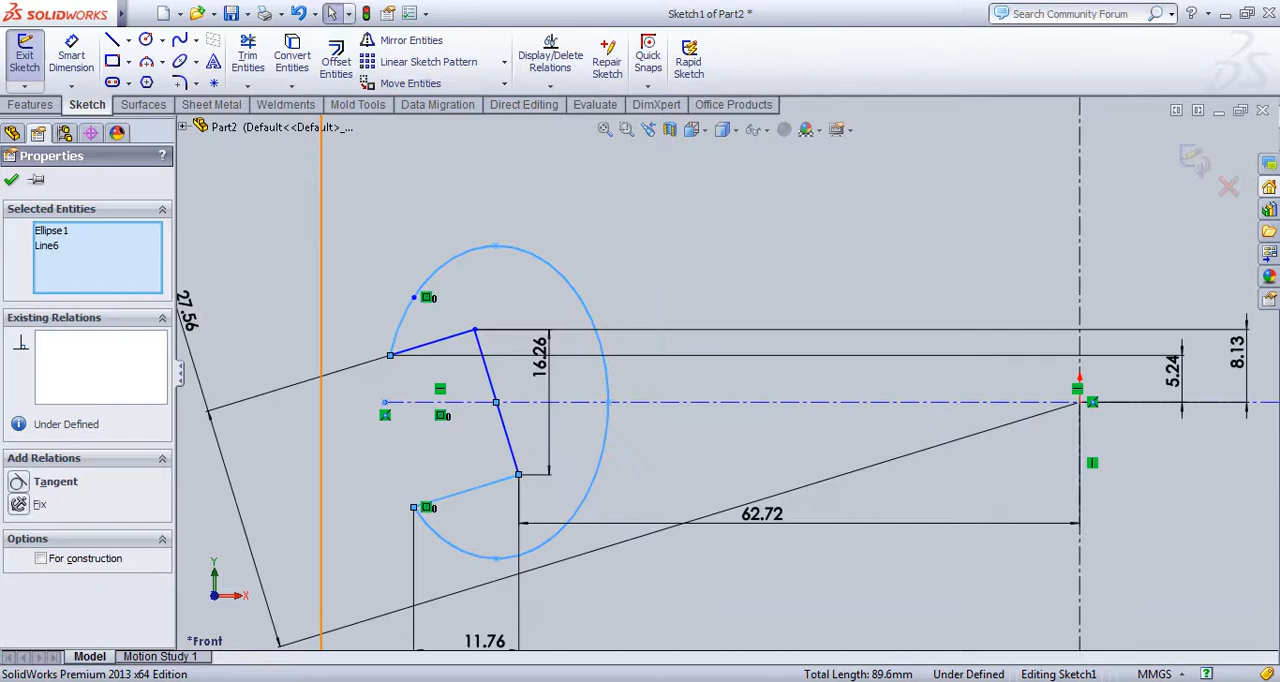 SOLIDWORKS
Sketch1 of Part2 *
Search Community Forum
?
Exit Sketch
Smart Dimension
Trim Entities
Convert Entities
Offset Entities
Mirror Entities
Linear Sketch Pattern
Move Entities
Display/Delete Relations
Repair Sketch
Quick Snaps
Rapid Sketch
Features
Sketch
Surfaces
Sheet Metal
Weldments
Mold Tools
Data Migration
Direct Editing
Evaluate
DimXpert
Office Products
Part2 (Default<<Default>_...
Properties
?
Selected Entities
Ellipse1
Line6
Existing Relations
Under Defined
Add Relations
Tangent
Fix
Options
For construction
27.56
16.26
5.24
8.13
62.72
11.76
0
0
0
Y
X
*Front
Model
Motion Study 1
SolidWorks Premium 2013 x64 Edition
Total Length: 89.6mm
Under Defined
Editing Sketch1
MMGS
?